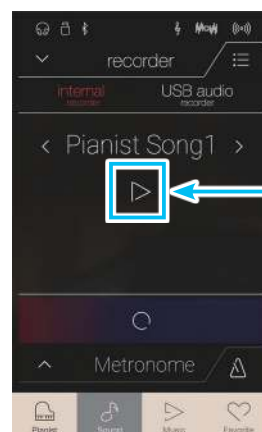 recorder
internal
recorder
USB audio
recorder
Pianist Song1
Metronome
Pianist
Sound
Music
Favorite